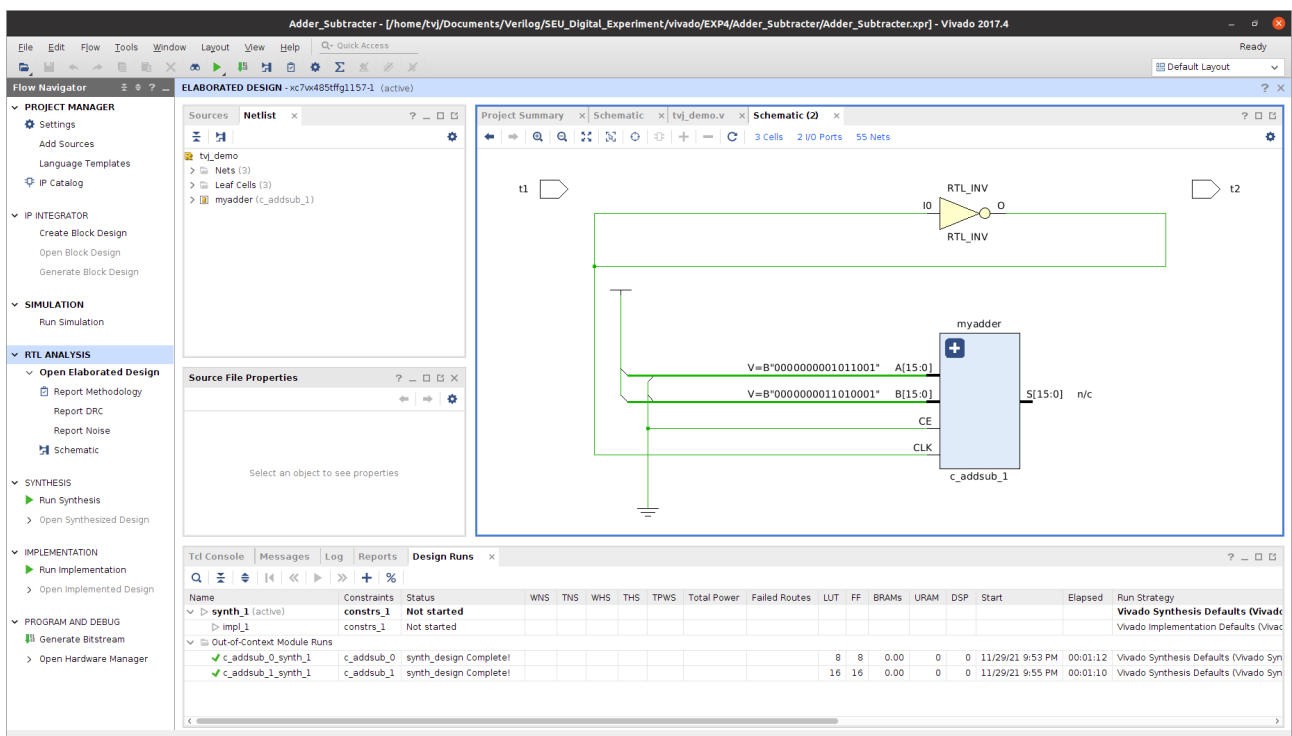 Adder_Subtracter - [/home/tvj/Documents/Verilog/SEU_Digital_Experiment/vivado/EXP4/Adder_Subtracter/Adder_Subtracter.xpr] - Vivado 2017.4
File Edit Flow Tools Window Layout View Help Quick Access Ready
Default Layout
Flow Navigator
ELABORATED DESIGN - xc7vx485tffg1157-1 (active)
PROJECT MANAGER
Settings
Add Sources
Language Templates
IP Catalog
IP INTEGRATOR
Create Block Design
Open Block Design
Generate Block Design
SIMULATION
Run Simulation
RTL ANALYSIS
Open Elaborated Design
Report Methodology
Report DRC
Report Noise
Schematic
SYNTHESIS
Run Synthesis
Open Synthesized Design
IMPLEMENTATION
Run Implementation
Open Implemented Design
PROGRAM AND DEBUG
Generate Bitstream
Open Hardware Manager
Sources Netlist
tvj_demo
Nets (3)
Leaf Cells (3)
myadder (c_addsub_1)
Source File Properties
Select an object to see properties
Project Summary Schematic tvj_demo.v Schematic (2)
3 Cells 2 I/O Ports 55 Nets
t1
RTL_INV
I0
O
RTL_INV
t2
myadder
V=B"0000000001011001" A[15:0]
V=B"0000000011010001" B[15:0]
S[15:0] n/c
CE
CLK
c_addsub_1
Tcl Console Messages Log Reports Design Runs
Name Constraints Status WNS TNS WHS THS TPWS Total Power Failed Routes LUT FF BRAMs URAM DSP Start Elapsed Run Strategy
synth_1 (active) constrs_1 Not started Vivado Synthesis Defaults (Vivado
impl_1 constrs_1 Not started Vivado Implementation Defaults (Vivac
Out-of-Context Module Runs
c_addsub_0_synth_1 c_addsub_0 synth_design Complete! 8 8 0.00 0 0 11/29/21 9:53 PM 00:01:12 Vivado Synthesis Defaults (Vivado Syn
c_addsub_1_synth_1 c_addsub_1 synth_design Complete! 16 16 0.00 0 0 11/29/21 9:55 PM 00:01:10 Vivado Synthesis Defaults (Vivado Syn